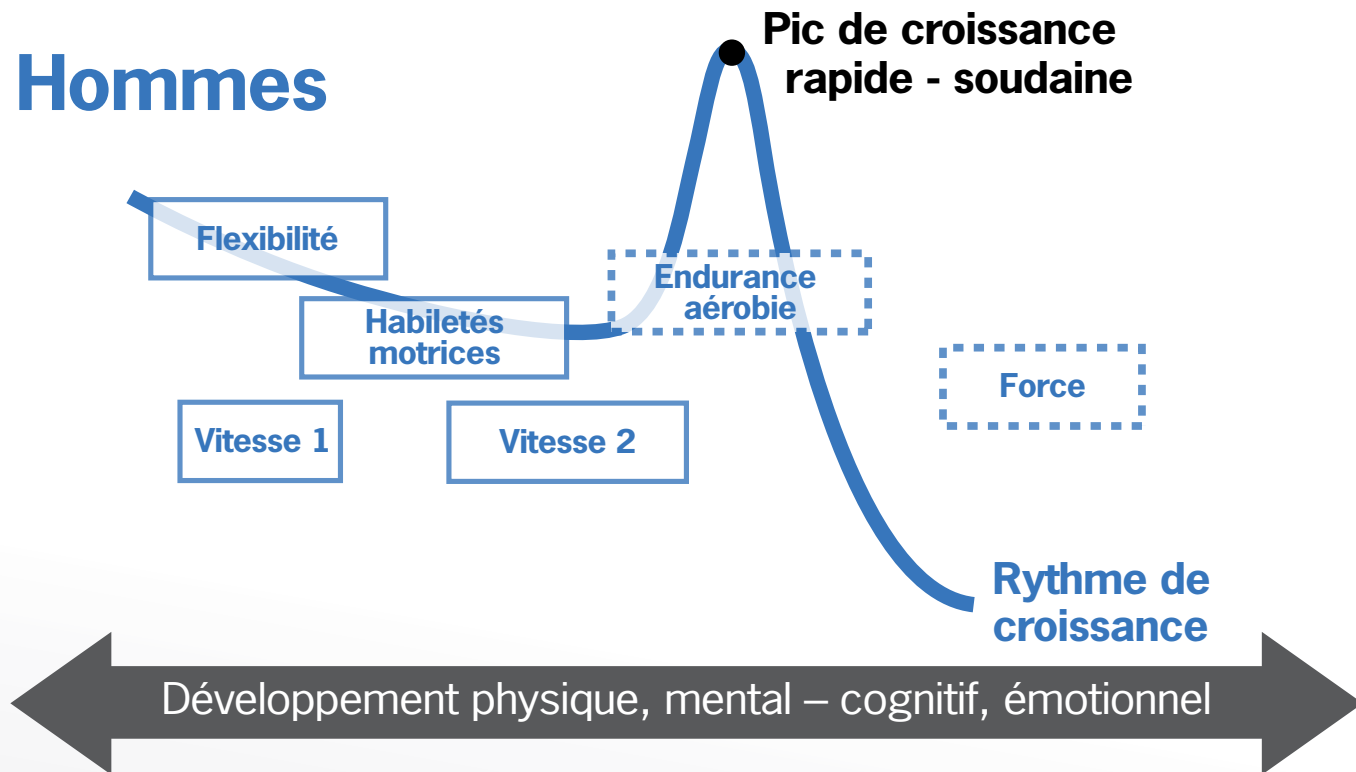 Pic de croissance
rapide - soudaine
Hommes
Flexibilité
Endurance
aérobie
Habiletés
motrices
Force
Vitesse 1
Vitesse 2
Rythme de
croissance
Développement physique, mental – cognitif, émotionnel